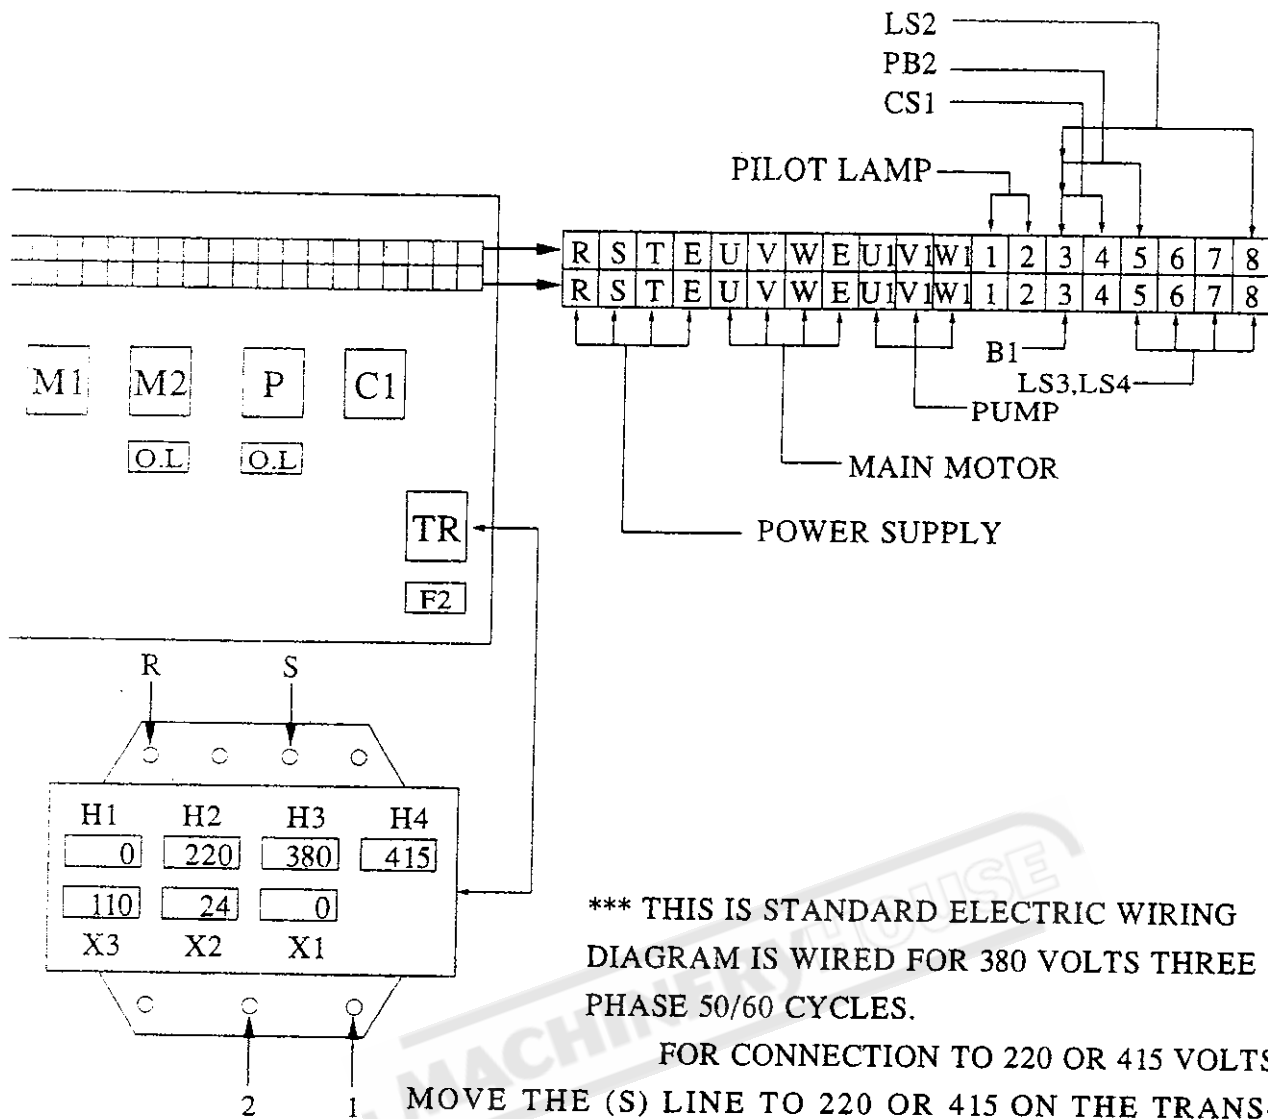 LS2
PB2
CS1
PILOT LAMP
R S T E U V W E U1 V1 W1 1 2 3 4 5 6 7 8
R S T E U V W E U1 V1 W1 1 2 3 4 5 6 7 8
B1
LS3,LS4
PUMP
MAIN MOTOR
POWER SUPPLY
M1 M2 P C1
O.L O.L
TR
F2
R S
H1 H2 H3 H4
0 220 380 415
110 24 0
X3 X2 X1
2 1
*** THIS IS STANDARD ELECTRIC WIRING
DIAGRAM IS WIRED FOR 380 VOLTS THREE
PHASE 50/60 CYCLES.
FOR CONNECTION TO 220 OR 415 VOLTS
MOVE THE (S) LINE TO 220 OR 415 ON THE TRANS-
MACHINERYHOUSE